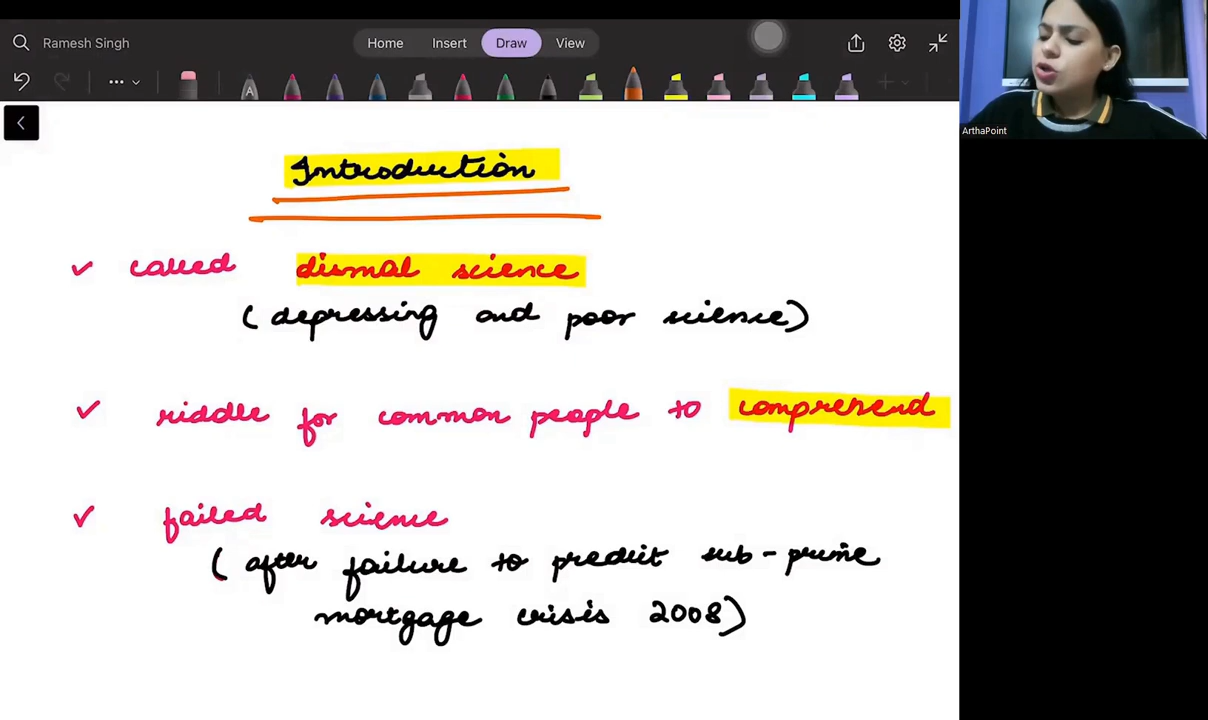 Ramesh Singh
Home Insert Draw View
ArthaPoint
Introduction
✓ called dismal science
(depressing and poor science)
✓ riddle for common people to comprehend
✓ failed science
(after failure to predict sub-prime
mortgage crisis 2008)